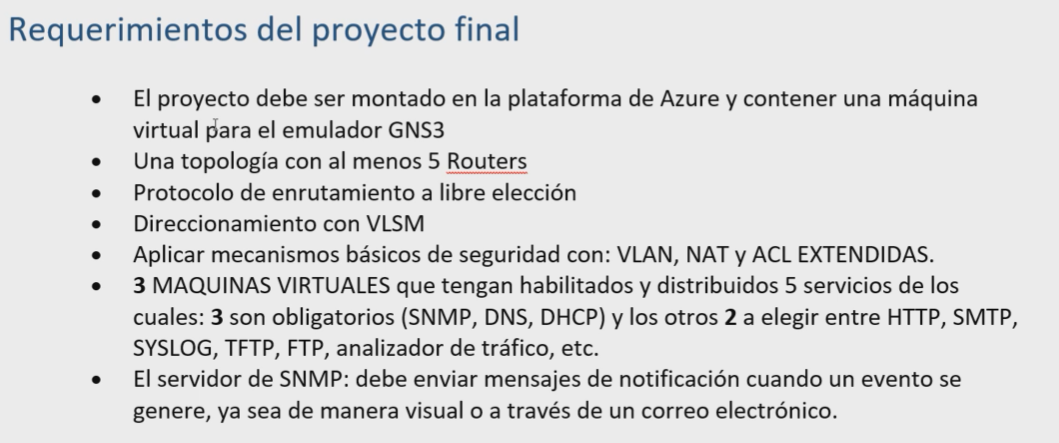 Requerimientos del proyecto final
• El proyecto debe ser montado en la plataforma de Azure y contener una máquina
virtual para el emulador GNS3
• Una topología con al menos 5 Routers
• Protocolo de enrutamiento a libre elección
• Direccionamiento con VLSM
• Aplicar mecanismos básicos de seguridad con: VLAN, NAT y ACL EXTENDIDAS.
• 3 MAQUINAS VIRTUALES que tengan habilitados y distribuidos 5 servicios de los
cuales: 3 son obligatorios (SNMP, DNS, DHCP) y los otros 2 a elegir entre HTTP, SMTP,
SYSLOG, TFTP, FTP, analizador de tráfico, etc.
• El servidor de SNMP: debe enviar mensajes de notificación cuando un evento se
genere, ya sea de manera visual o a través de un correo electrónico.